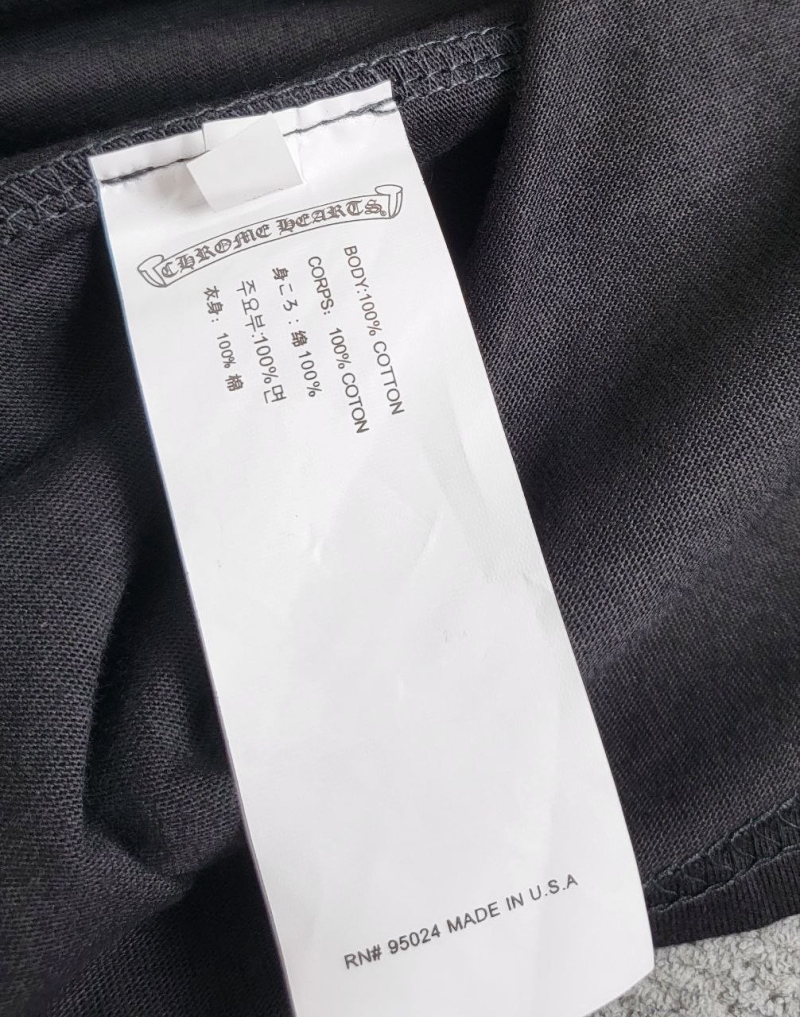 CHROME HEARTS®
BODY:100% COTTON
CORPS: 100% COTON
身ころ : 綿 100%
주요부:100%면
衣身: 100% 棉
RN# 95024 MADE IN U.S.A